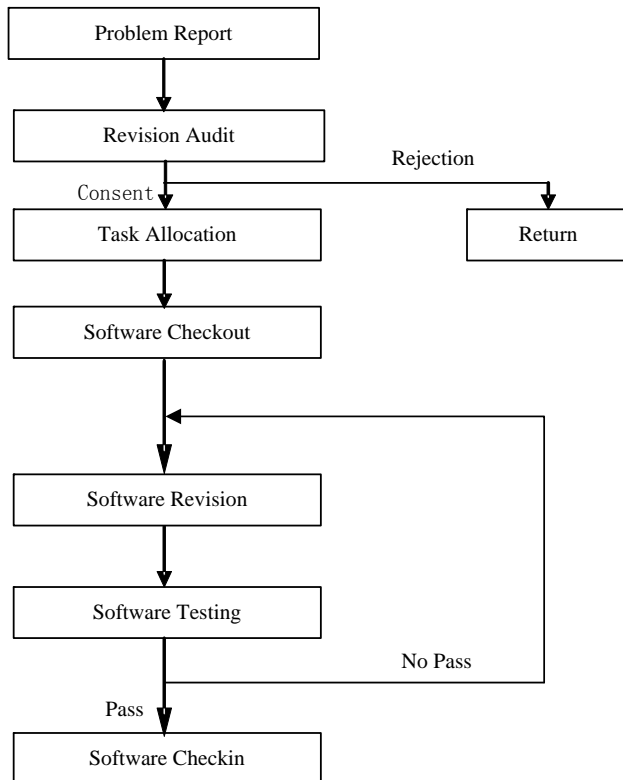 Problem Report
Revision Audit
Rejection
Consent
Task Allocation
Return
Software Checkout
Software Revision
Software Testing
No Pass
Pass
Software Checkin